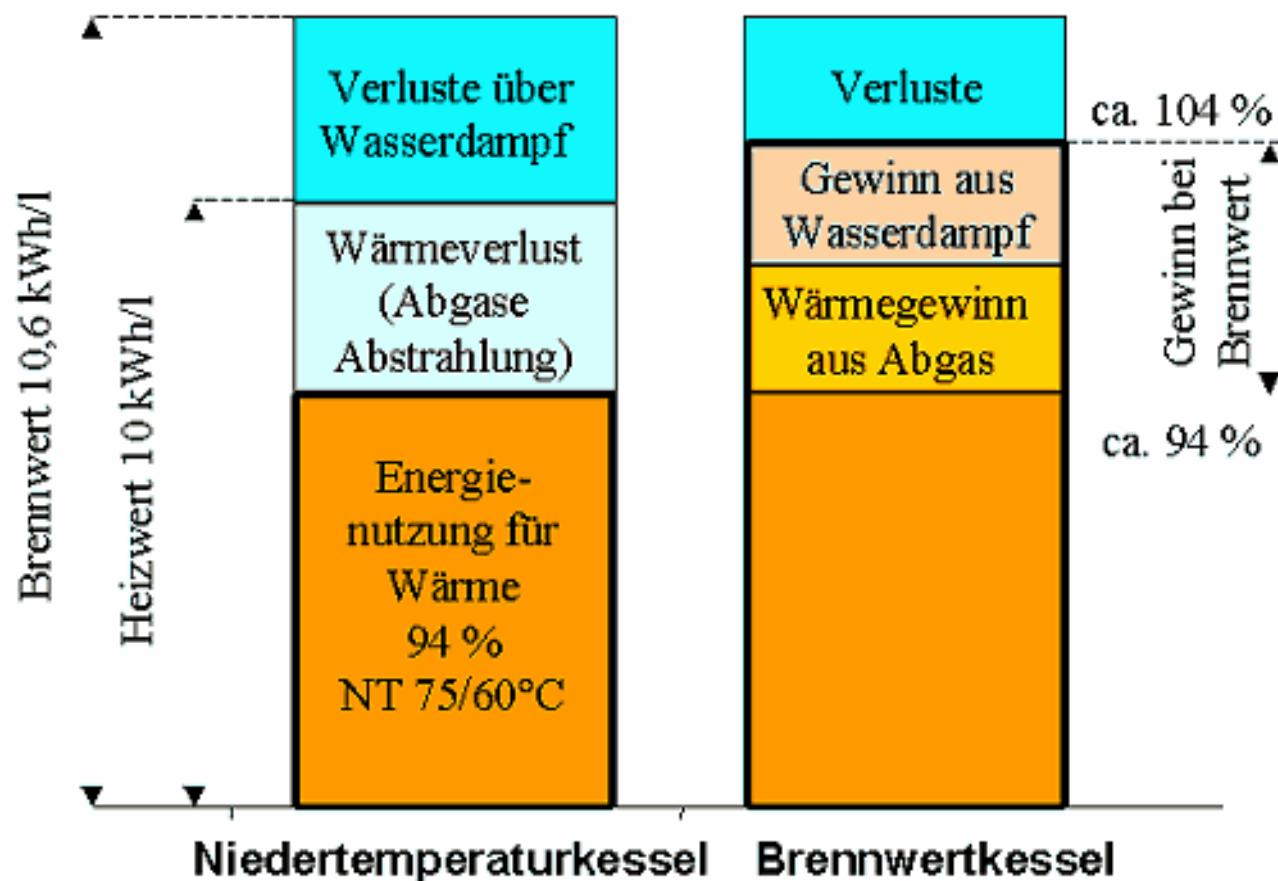 Brennwert 10,6 kWh/l
Heizwert 10 kWh/l
Verluste über
Wasserdampf
Wärmeverlust
(Abgase
Abstrahlung)
Energie-
nutzung für
Wärme
94 %
NT 75/60°C
Verluste
Gewinn aus
Wasserdampf
Wärmegewinn
aus Abgas
ca. 104 %
Gewinn bei
Brennwert
ca. 94 %
Niedertemperaturkessel
Brennwertkessel